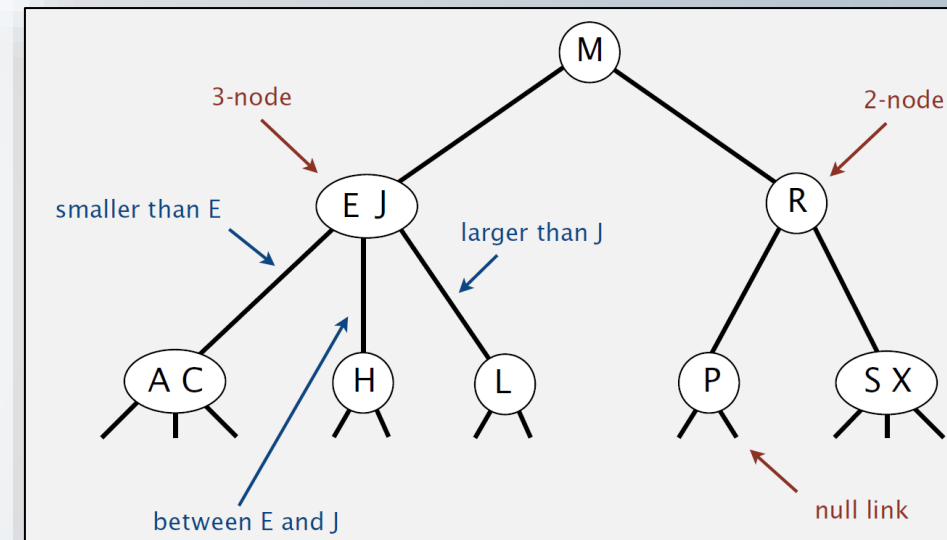 M
3-node
2-node
E J
R
smaller than E
larger than J
A C
H
L
P
S X
between E and J
null link